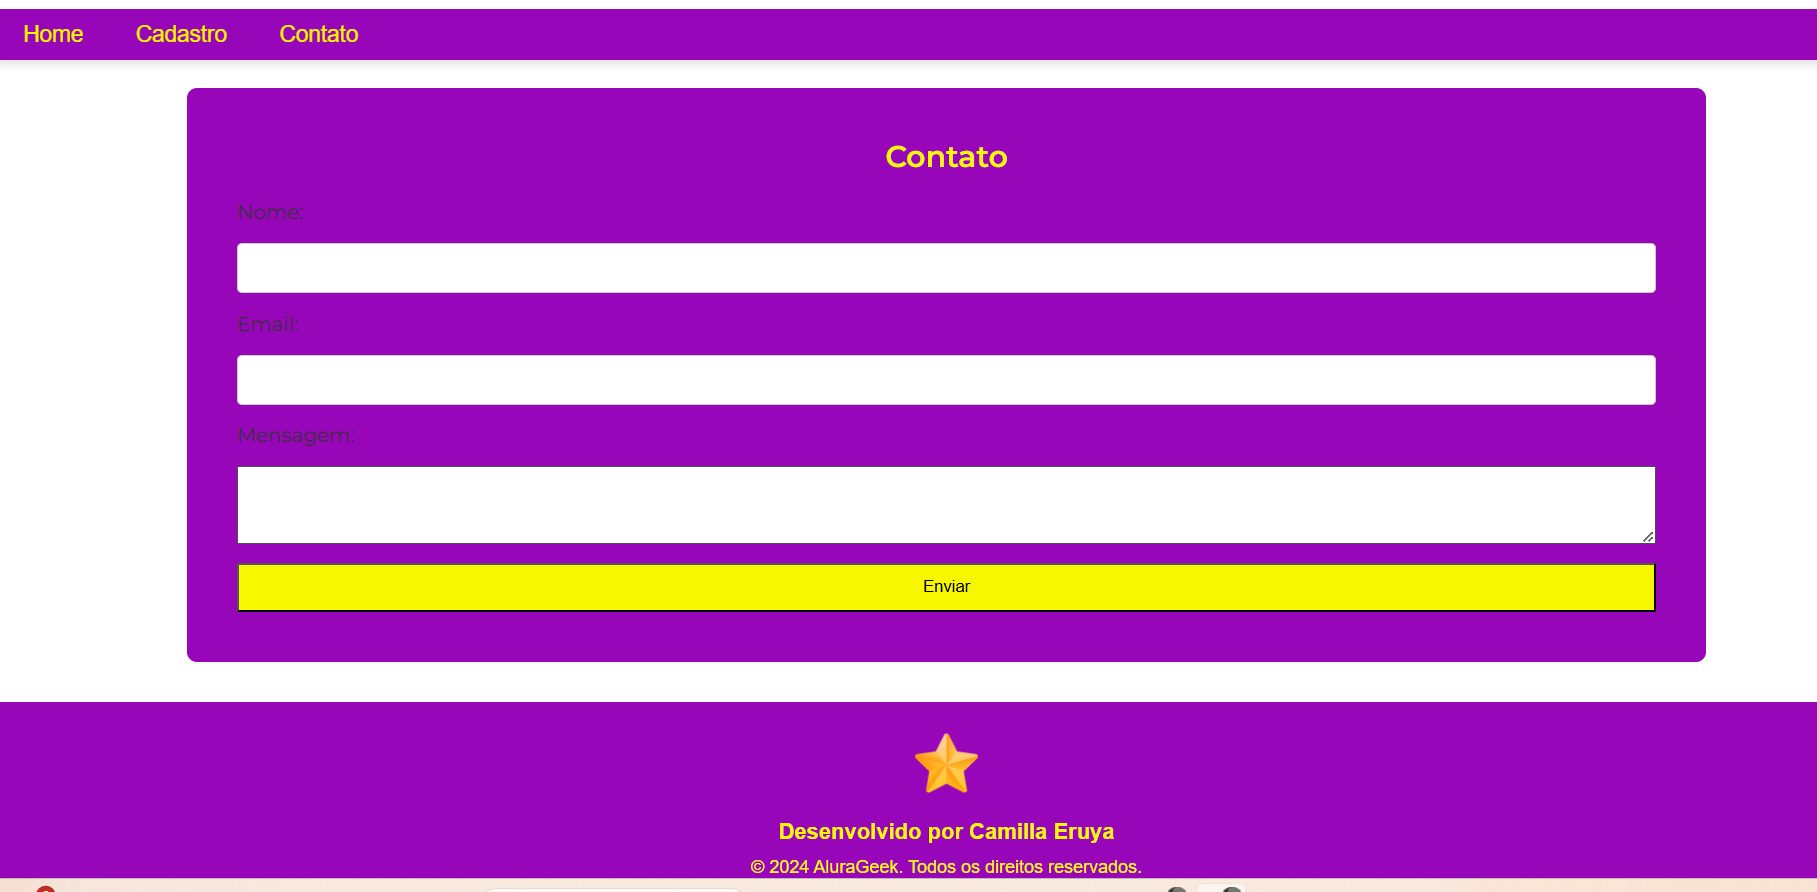 Home Cadastro Contato
Contato
Nome:
Email:
Mensagem:
Enviar
Desenvolvido por Camilla Eruya
© 2024 AluraGeek. Todos os direitos reservados.